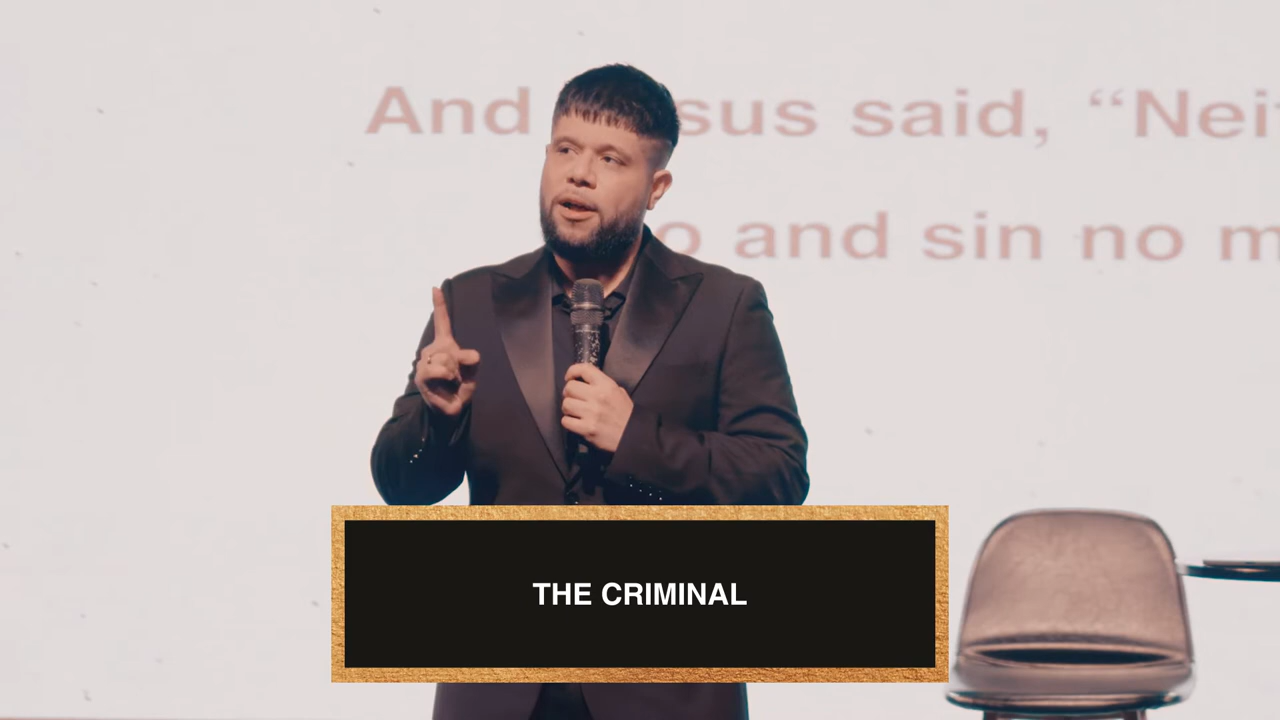 And sus said, “Nei
o and sin no m
THE CRIMINAL